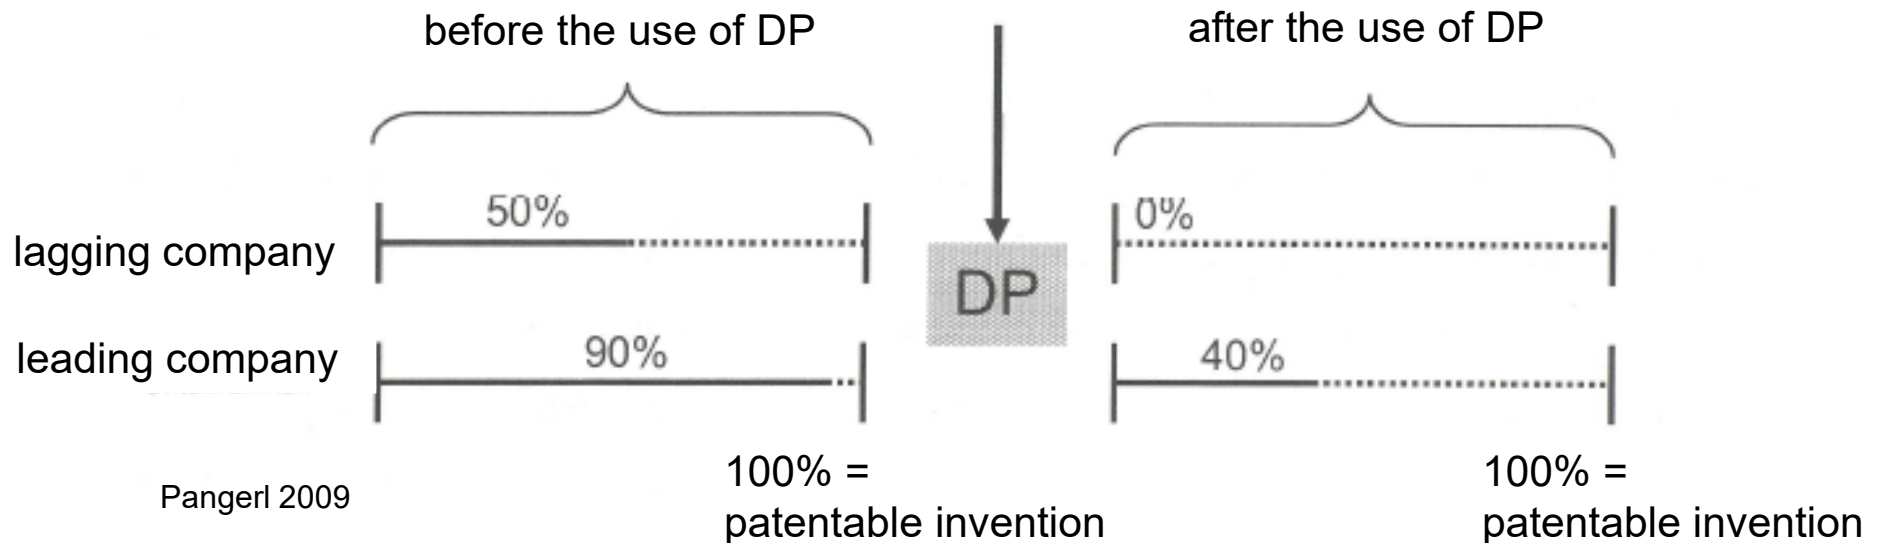 before the use of DP
after the use of DP
50%
0%
lagging company
DP
leading company
90%
40%
100% =
patentable invention
100% =
patentable invention
Pangerl 2009